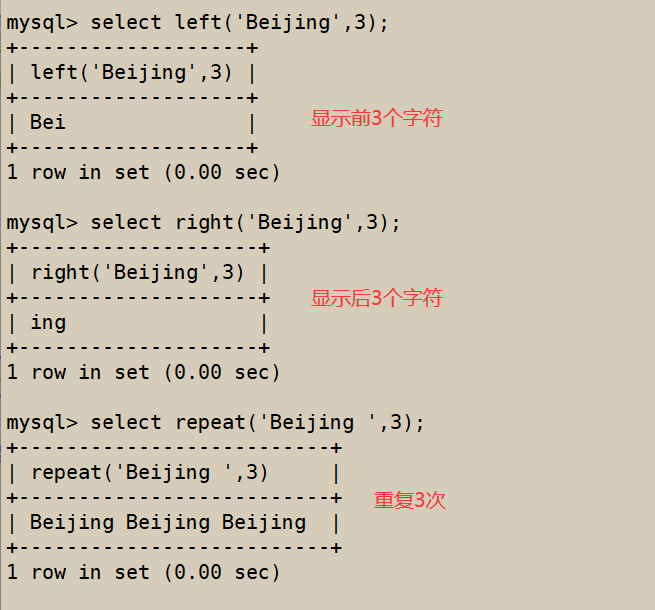 mysql> select left('Beijing',3);
+-------------------+
| left('Beijing',3) |
+-------------------+
| Bei               |
显示前3个字符
+-------------------+
1 row in set (0.00 sec)
mysql> select right('Beijing',3);
+--------------------+
| right('Beijing',3) |
+--------------------+
显示后3个字符
| ing                |
+--------------------+
1 row in set (0.00 sec)
mysql> select repeat('Beijing ',3);
+--------------------------+
| repeat('Beijing ',3)     |
+--------------------------+
重复3次
| Beijing Beijing Beijing  |
+--------------------------+
1 row in set (0.00 sec)